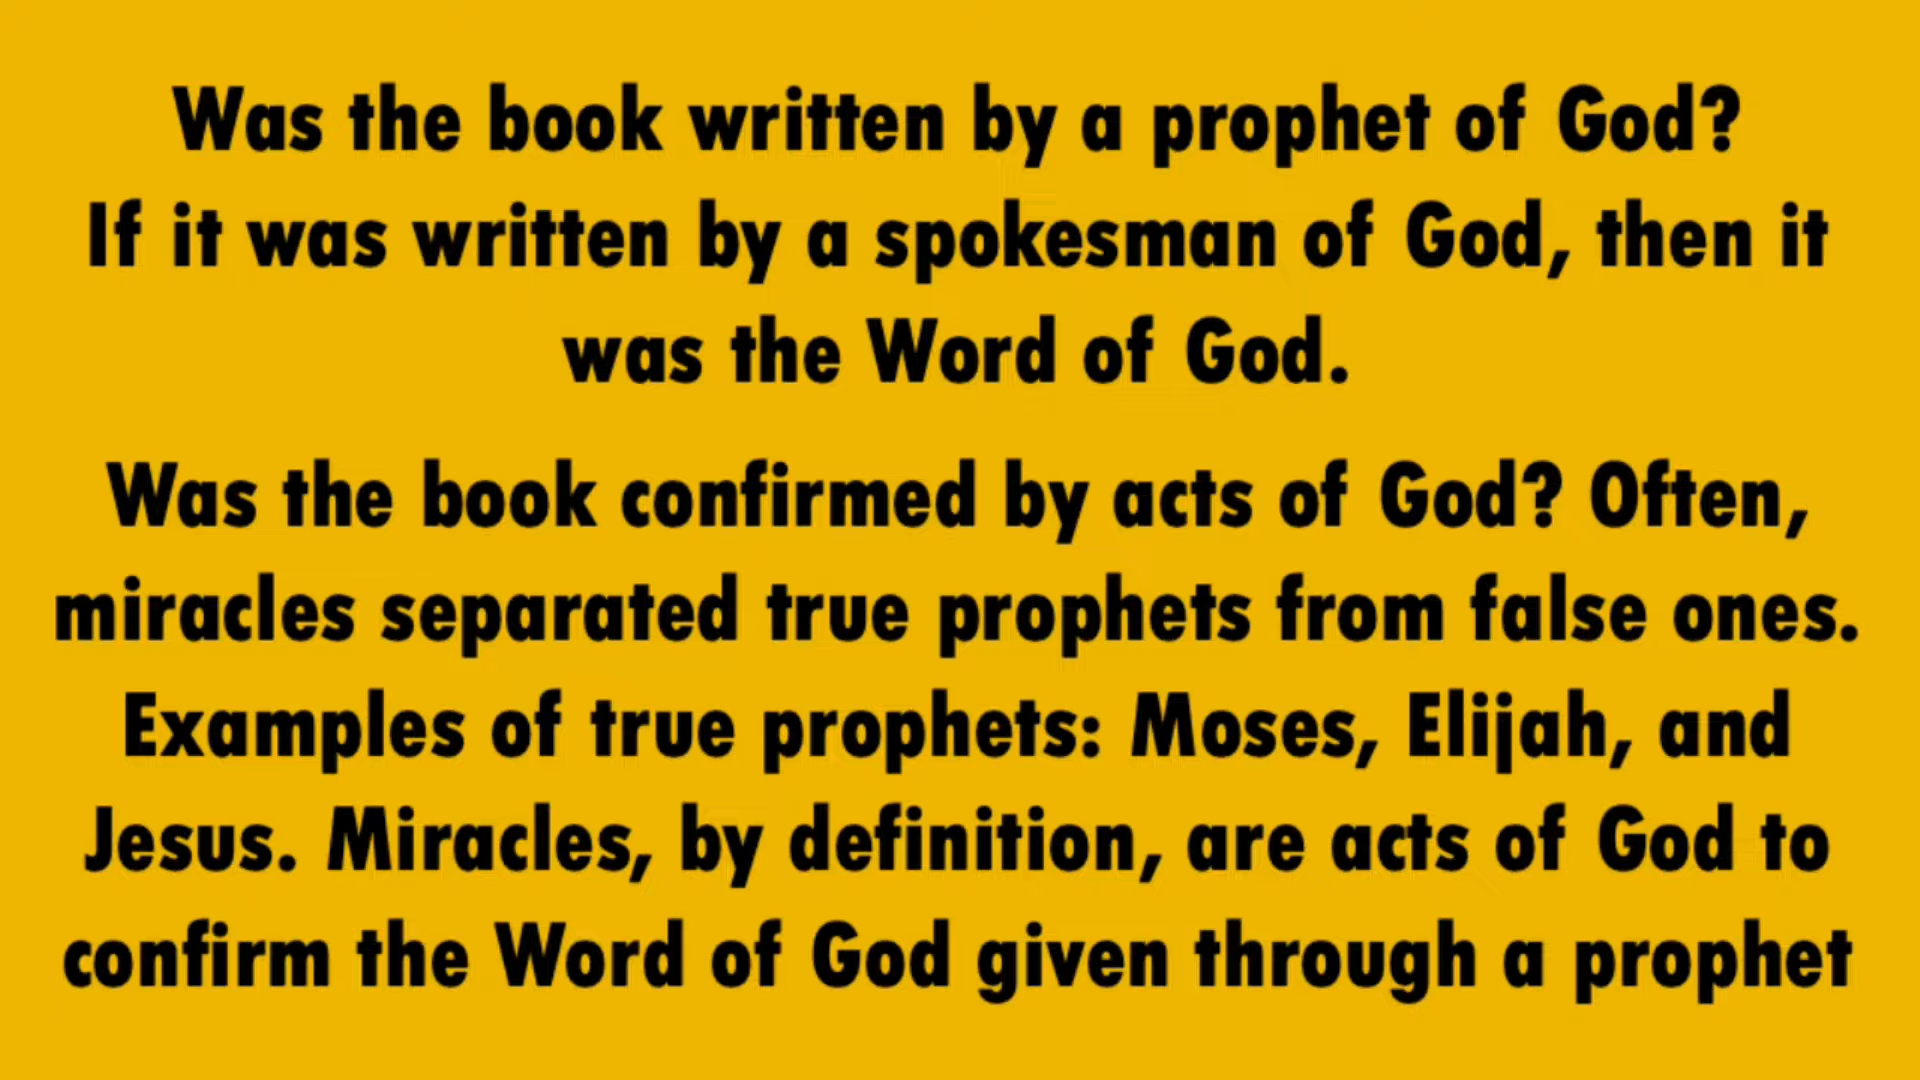 Was the book written by a prophet of God?
If it was written by a spokesman of God, then it
was the Word of God.
Was the book confirmed by acts of God? Often,
miracles separated true prophets from false ones.
Examples of true prophets: Moses, Elijah, and
Jesus. Miracles, by definition, are acts of God to
confirm the Word of God given through a prophet